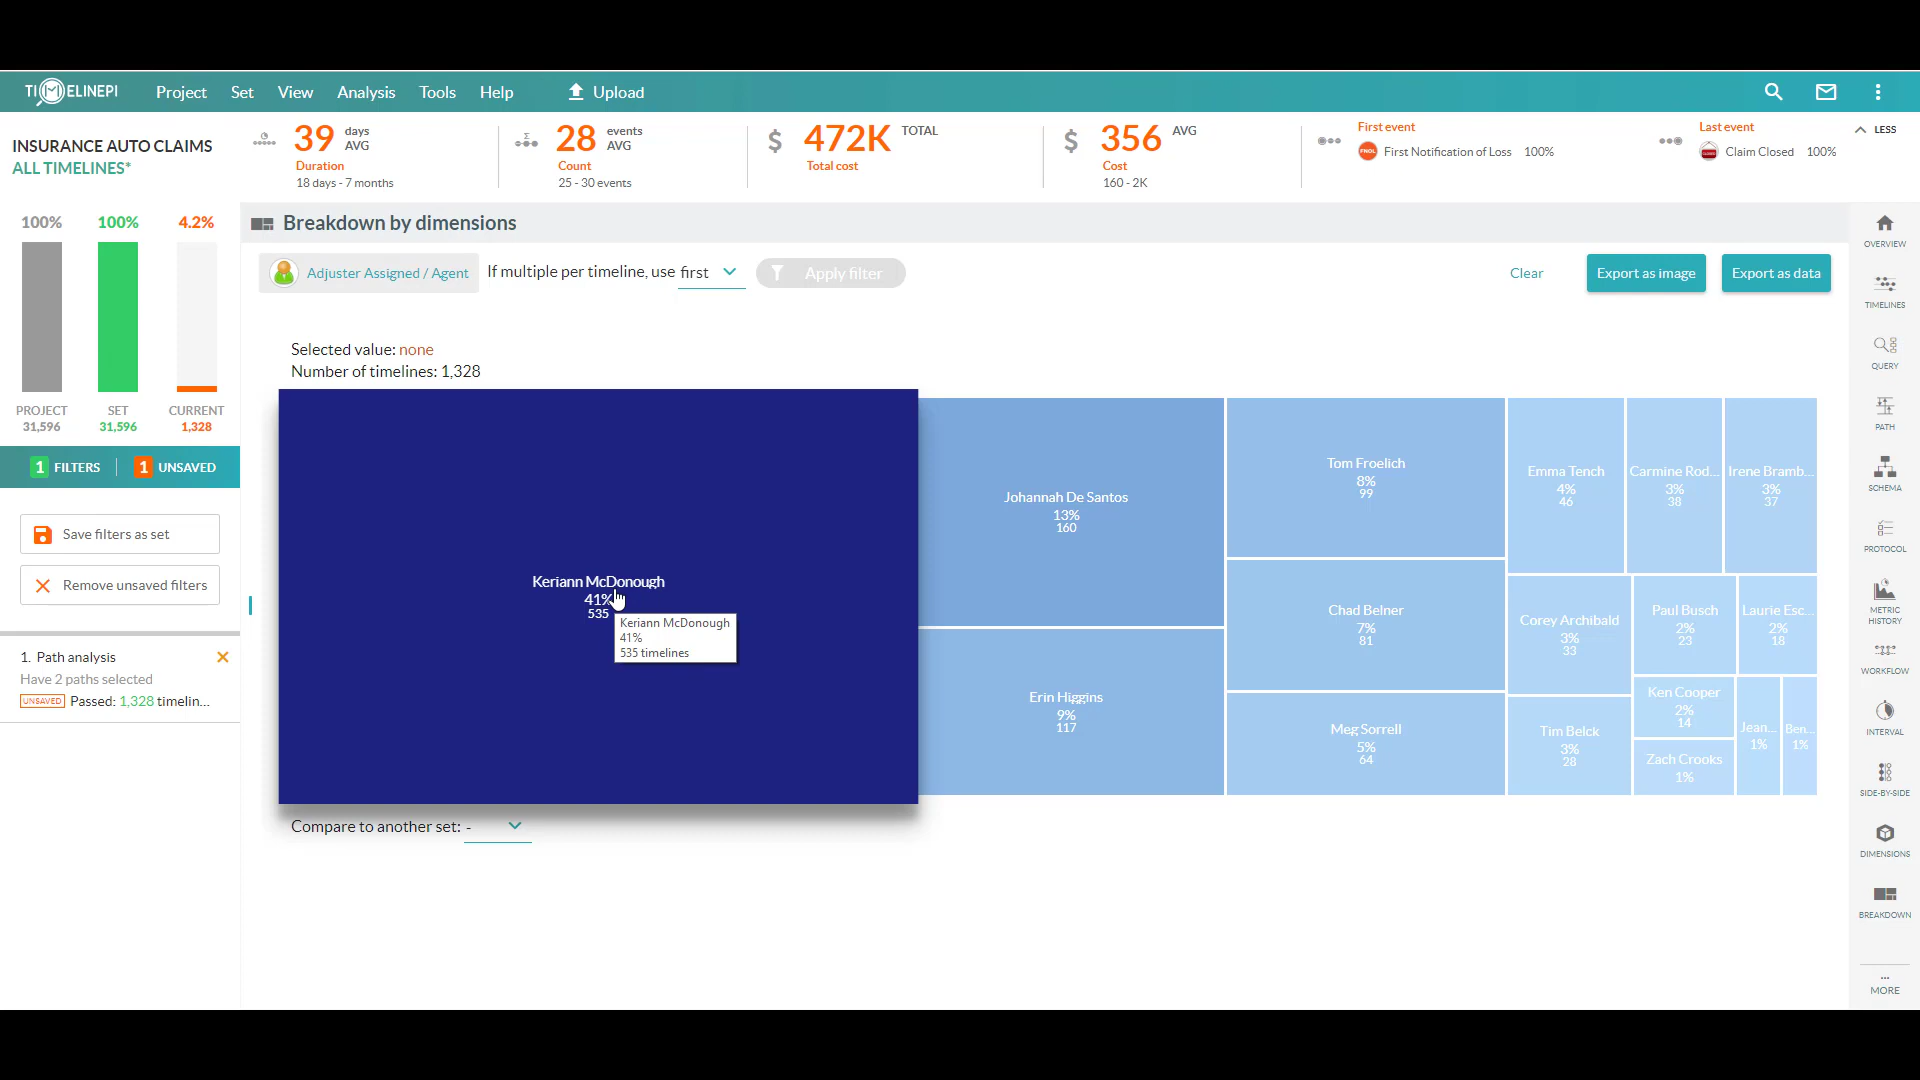 TIMELINEPI
Project
Set
View
Analysis
Tools
Help
Upload
INSURANCE AUTO CLAIMS
ALL TIMELINES*
39 days AVG
Duration
18 days - 7 months
28 events AVG
Count
25 - 30 events
$ 472K TOTAL
Total cost
$ 356 AVG
Cost
160 - 2K
First event
FNOL First Notification of Loss 100%
Last event
Claim Closed 100%
LESS
100%
100%
4.2%
PROJECT
31,596
SET
31,596
CURRENT
1,328
1 FILTERS
1 UNSAVED
Save filters as set
Remove unsaved filters
1. Path analysis
Have 2 paths selected
UNSAVED Passed: 1,328 timelin...
Breakdown by dimensions
Adjuster Assigned / Agent
If multiple per timeline, use first
Apply filter
Clear
Export as image
Export as data
Selected value: none
Number of timelines: 1,328
Keriann McDonough
41%
535
Keriann McDonough
41%
535 timelines
Johannah De Santos
13%
160
Erin Higgins
9%
117
Tom Froelich
8%
99
Chad Belner
7%
81
Meg Sorrell
5%
64
Emma Tench
4%
46
Carmine Rod...
3%
38
Irene Bramb...
3%
37
Corey Archibald
3%
33
Tim Belck
3%
28
Paul Busch
2%
23
Laurie Esc...
2%
18
Ken Cooper
2%
14
Zach Crooks
1%
Jean...
1%
Ben...
1%
Compare to another set: -
OVERVIEW
TIMELINES
QUERY
PATH
SCHEMA
PROTOCOL
METRIC
HISTORY
WORKFLOW
INTERVAL
SIDE-BY-SIDE
DIMENSIONS
BREAKDOWN
...
MORE